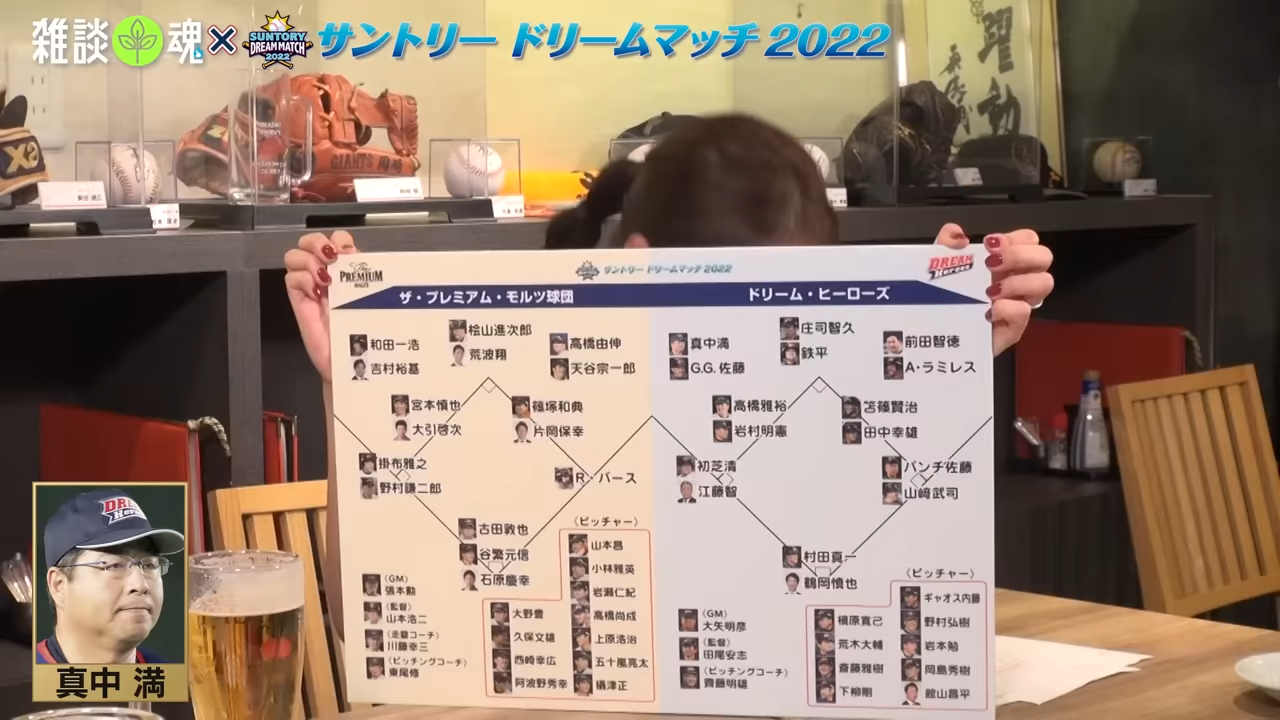 雑談魂
×
SUNTORY
DREAM MATCH
2022
サントリー ドリームマッチ 2022
躍動
GIANTS
The
PREMIUM
MALT'S
サントリー ドリームマッチ 2022
DREAM
Heroes
ザ・プレミアム・モルツ球団
和田一浩
吉村裕基
桧山進次郎
荒波翔
高橋由伸
天谷宗一郎
宮本慎也
大引啓次
篠塚和典
片岡保幸
掛布雅之
野村謙二郎
R・バース
古田敦也
谷繁元信
石原慶幸
(GM)
張本勲
(監督)
山本浩二
(走塁コーチ)
川藤幸三
(ピッチングコーチ)
東尾修
(ピッチャー)
山本昌
小林雅英
岩瀬仁紀
高橋尚成
上原浩治
五十嵐亮太
攝津正
大野豊
久保文雄
西崎幸広
阿波野秀幸
ドリーム・ヒーローズ
真中満
G.G.佐藤
庄司智久
鉄平
前田智徳
A・ラミレス
高橋雅裕
岩村明憲
笘篠賢治
田中幸雄
初芝清
江藤智
パンチ佐藤
山﨑武司
村田真一
鶴岡慎也
(GM)
大矢明彦
(監督)
田尾安志
(ピッチングコーチ)
齊藤明雄
(ピッチャー)
ギャオス内藤
野村弘樹
岩本勉
岡島秀樹
館山昌平
槙原寛己
荒木大輔
斎藤雅樹
下柳剛
DREAM
Heroes
真中 満